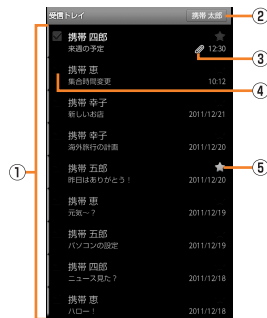 受信トレイ 携帯 太郎 ②
①
携帯 四郎
来週の予定 12:30
③
携帯 恵
集合時間変更 10:12
④
携帯 幸子
新しいお店 2011/12/21
携帯 幸子
海外旅行の計画 2011/12/20
携帯 五郎 ⑤
昨日はありがとう！ 2011/12/20
携帯 恵
元気～？ 2011/12/19
携帯 五郎
パソコンの設定 2011/12/19
携帯 四郎
ニュース見た？ 2011/12/18
携帯 恵
ハロー！ 2011/12/18